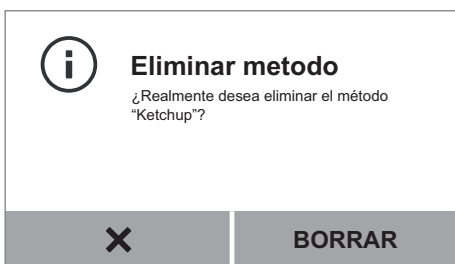 Eliminar metodo
¿Realmente desea eliminar el método
“Ketchup”?
BORRAR